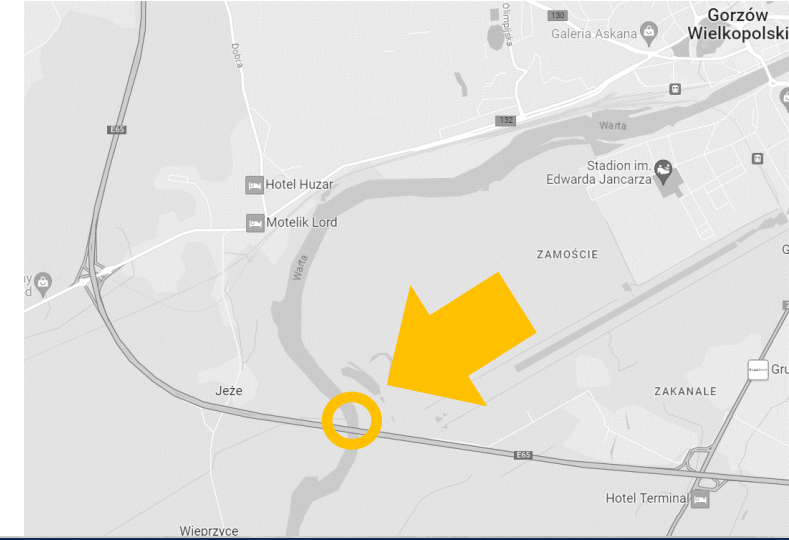 130
Gorzów
Wielkopolski
Galeria Askana
Olimpijska
Dobra
132
Warta
E65
Stadion im.
Edwarda Jancarza
Hotel Huzar
Motelik Lord
ZAMOŚCIE
Warta
Jeże
ZAKANALE
E65
Hotel Terminal
Wieprzyce